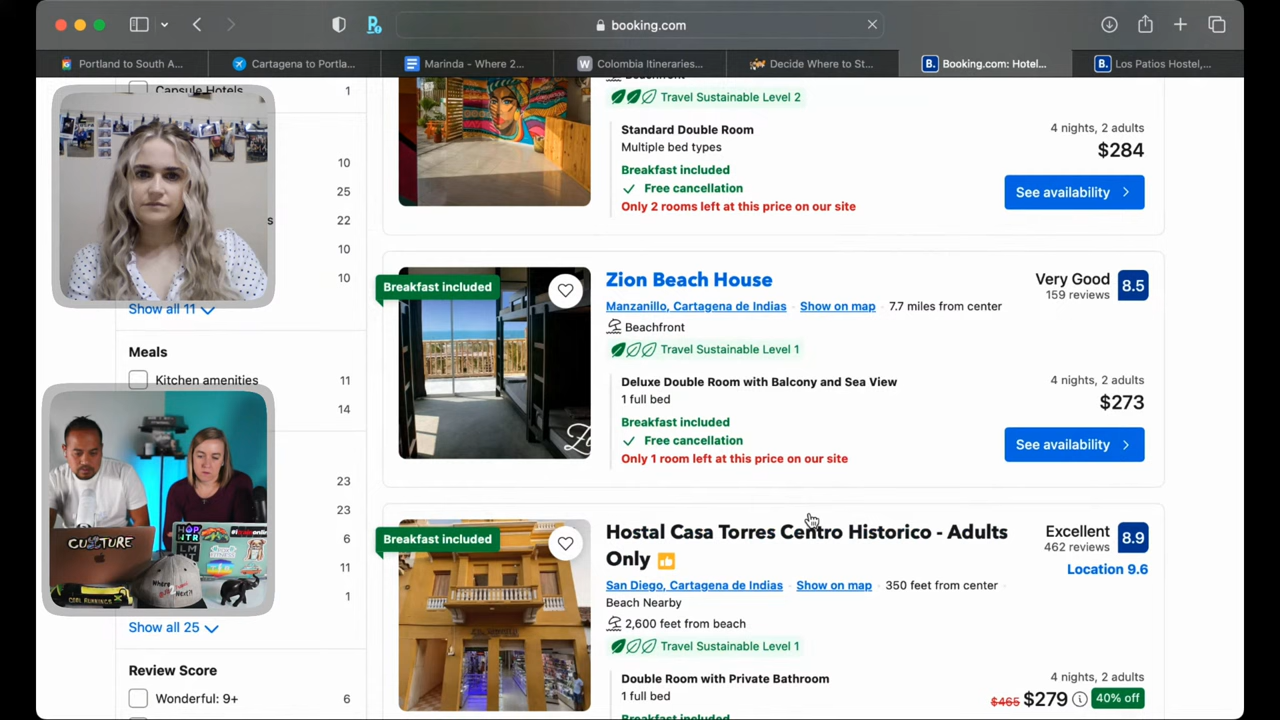 booking.com
Portland to South A...
Cartagena to Portla...
Marinda - Where 2...
Colombia Itineraries...
Decide Where to St...
B. Booking.com: Hotel...
B. Los Patios Hostel,...
Capsule Hotels 1
10
25
s 22
10
10
Show all 11
Meals
Kitchen amenities 11
14
23
23
6
11
1
Show all 25
Review Score
Wonderful: 9+ 6
Travel Sustainable Level 2
Standard Double Room
Multiple bed types
Breakfast included
Free cancellation
Only 2 rooms left at this price on our site
4 nights, 2 adults
$284
See availability
Breakfast included
Zion Beach House
Manzanillo, Cartagena de Indias Show on map 7.7 miles from center
Beachfront
Travel Sustainable Level 1
Very Good 8.5
159 reviews
Deluxe Double Room with Balcony and Sea View
1 full bed
Breakfast included
Free cancellation
Only 1 room left at this price on our site
4 nights, 2 adults
$273
See availability
Breakfast included
Hostal Casa Torres Centro Historico - Adults
Only
San Diego, Cartagena de Indias Show on map 350 feet from center
Beach Nearby
2,600 feet from beach
Travel Sustainable Level 1
Excellent 8.9
462 reviews
Location 9.6
Double Room with Private Bathroom
1 full bed
4 nights, 2 adults
$465 $279 40% off
CULTURE
HOP
NTR
COOL RUNNINGS